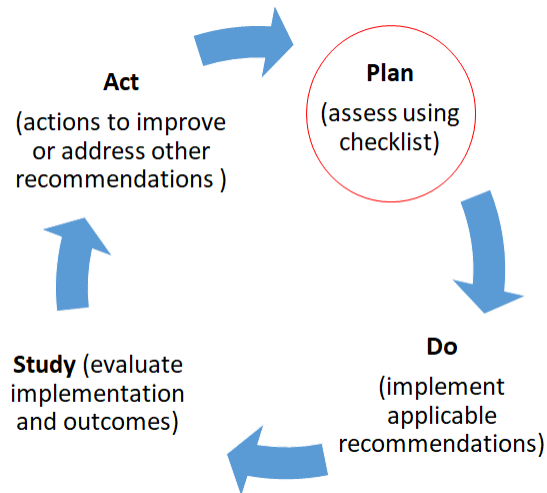 Plan
(assess using
checklist)
Do
(implement
applicable
recommendations)
Study (evaluate
implementation
and outcomes)
Act
(actions to improve
or address other
recommendations )